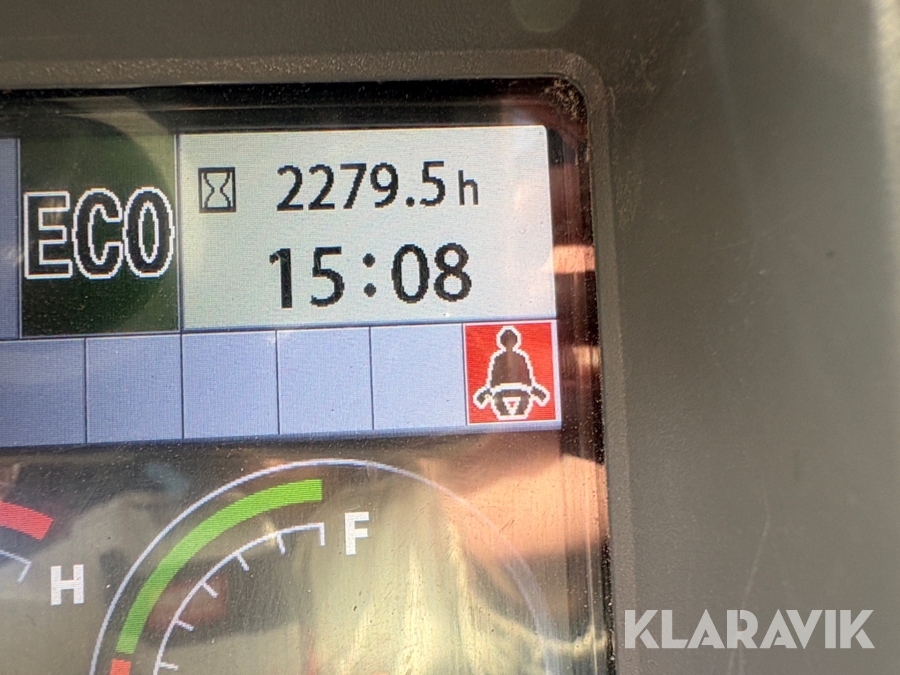 ECO
2279.5 h
15:08
F
H
KLARAVIK